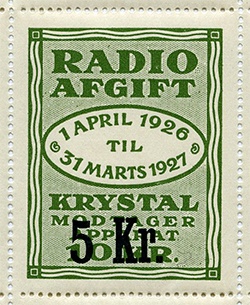 RADIO
AFGIFT
1 APRIL 1926
TIL
31 MARTS 1927
KRYSTAL
MODTAGER
5 Kr.